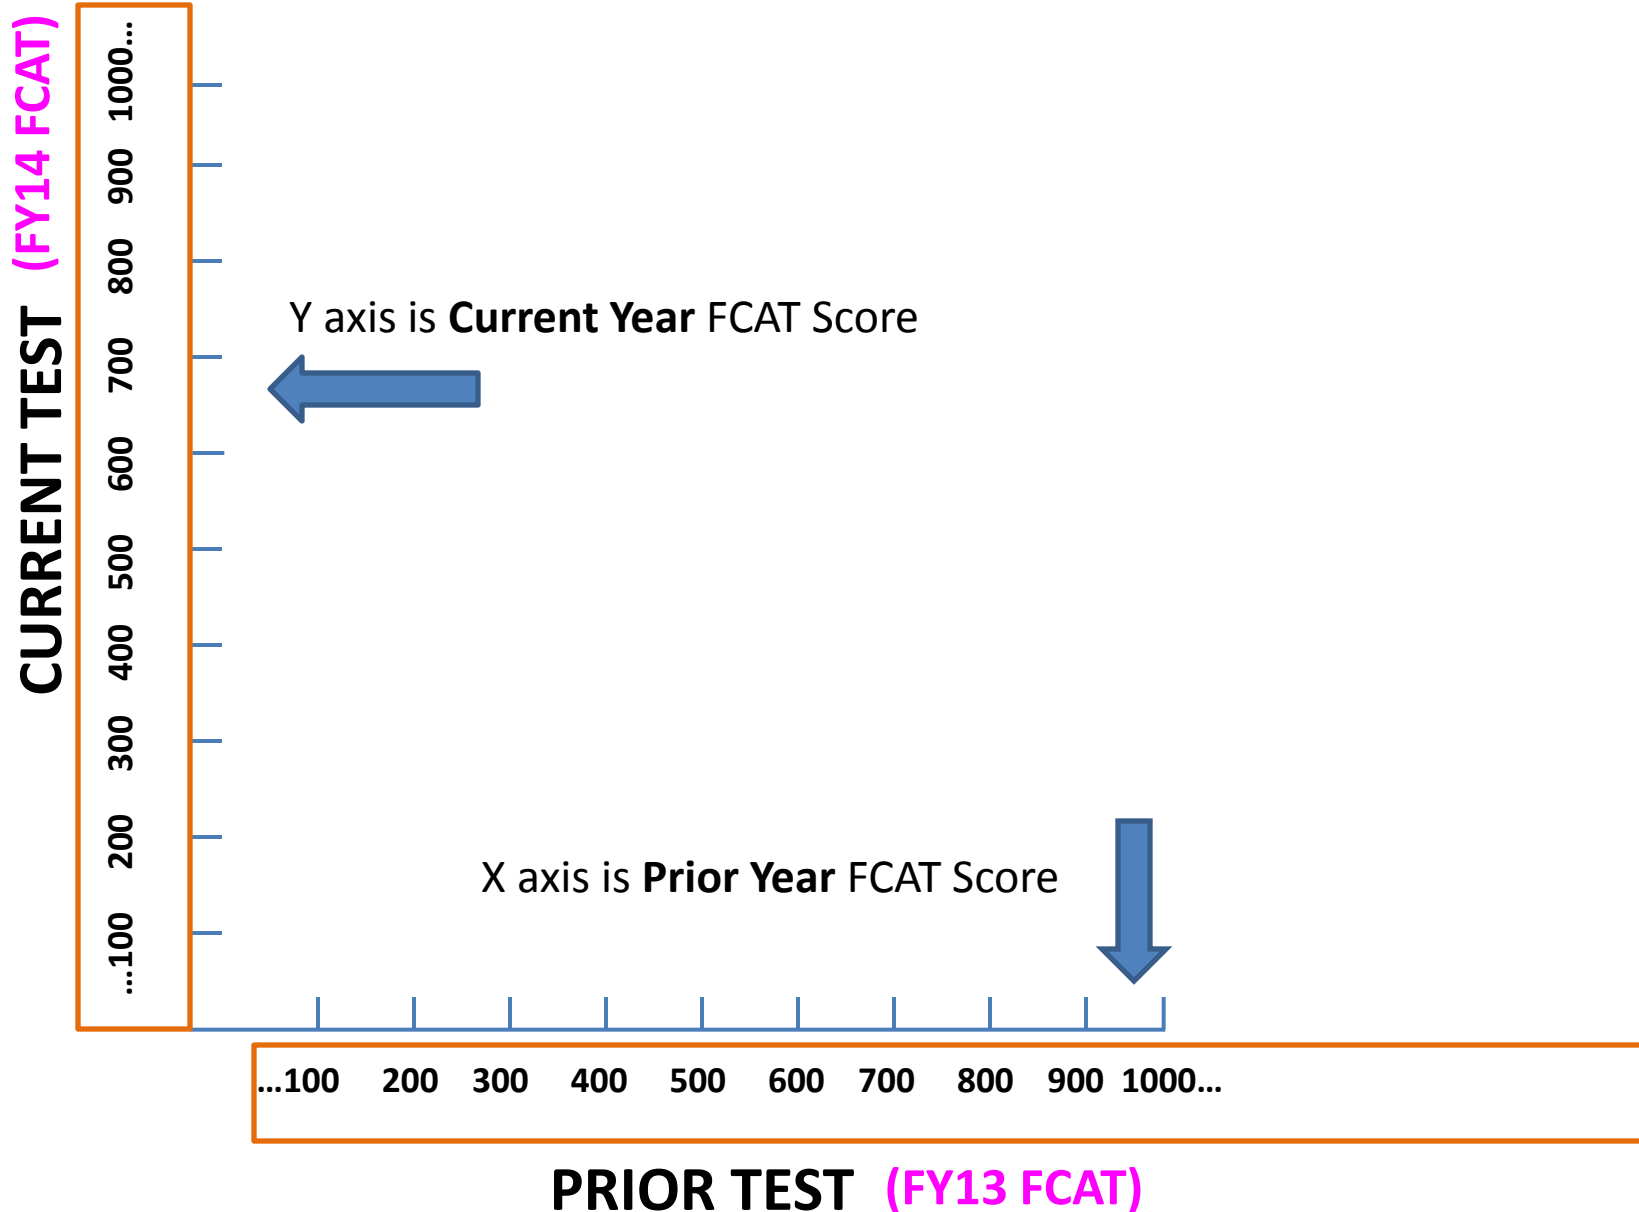 CURRENT TEST (FY14 FCAT)
1000...
900
800
700
600
500
400
300
200
...100
Y axis is Current Year FCAT Score
X axis is Prior Year FCAT Score
...100 200 300 400 500 600 700 800 900 1000...
PRIOR TEST (FY13 FCAT)